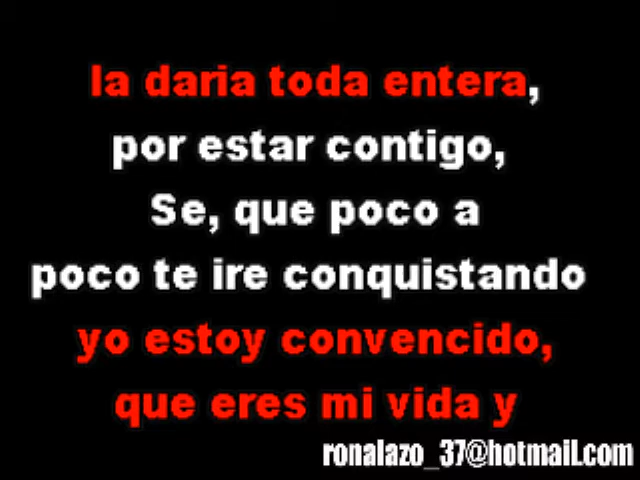 la daria toda entera,
por estar contigo,
Se, que poco a
poco te ire conquistando
yo estoy convencido,
que eres mi vida y
ronalazo_37@hotmail.com